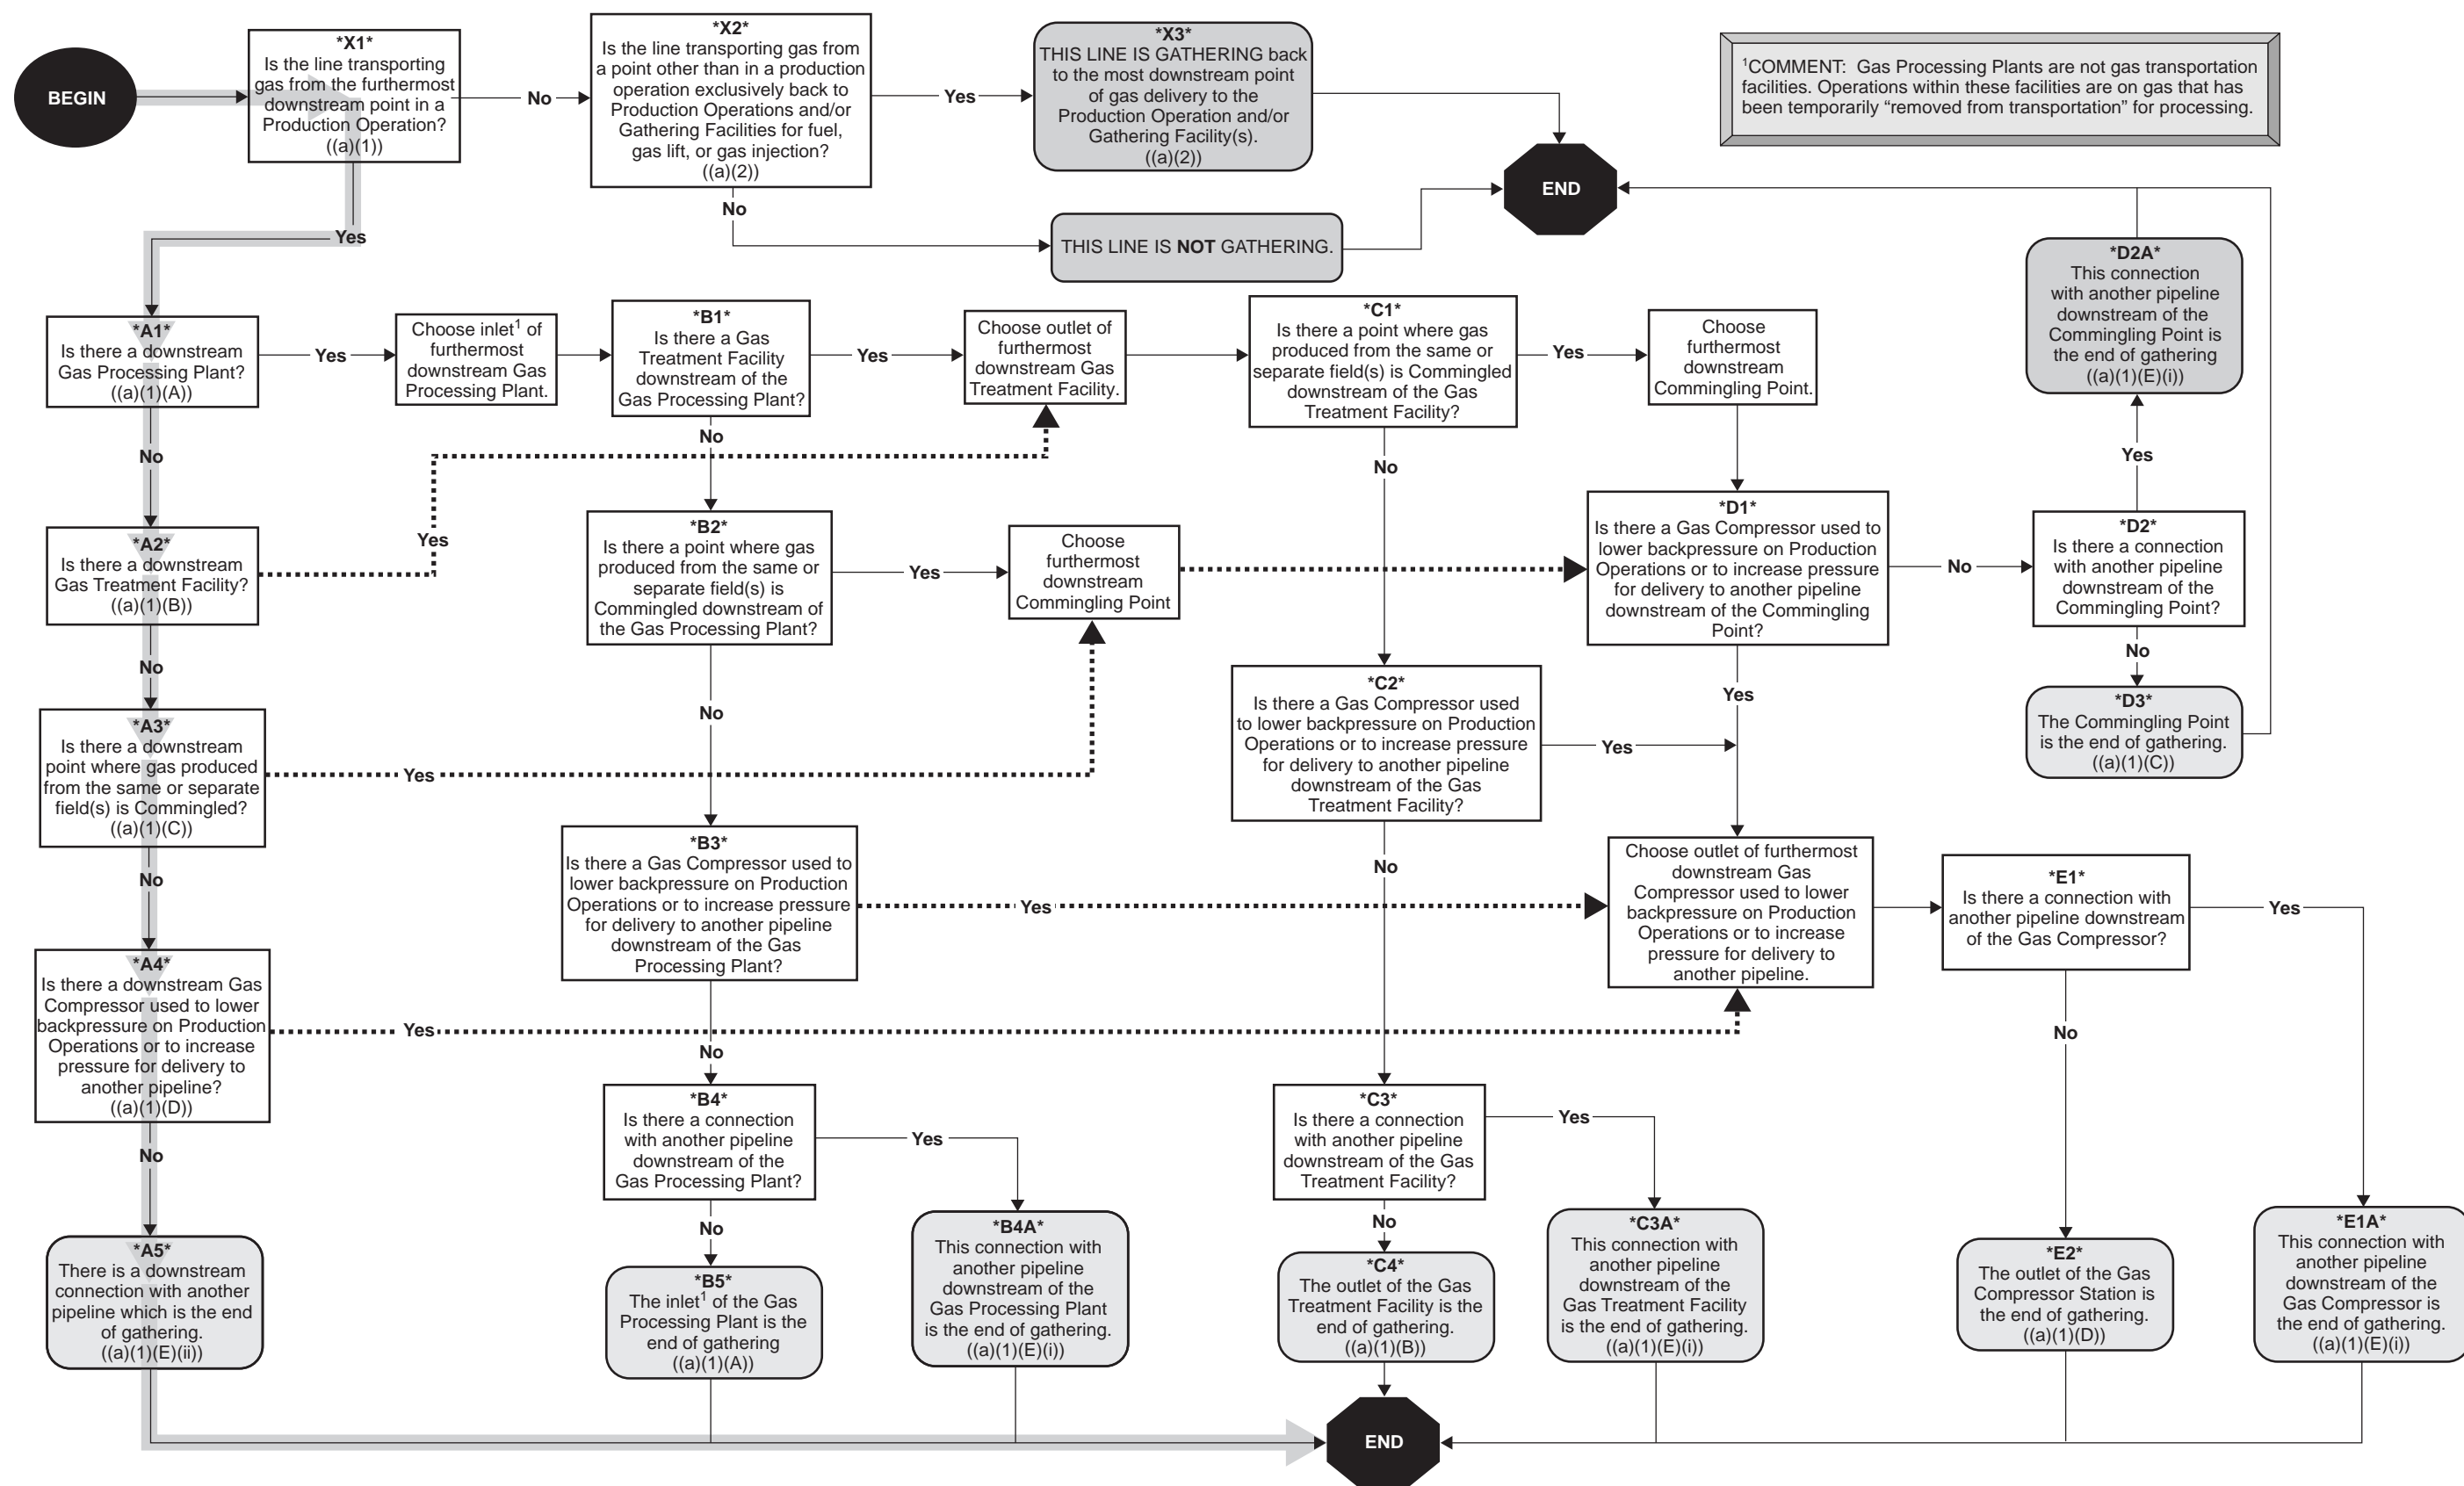 BEGIN
*X1*
Is the line transporting
gas from the furthermost
downstream point in a
Production Operation?
((a)(1))
No
Yes
*X2*
Is the line transporting gas from
a point other than in a production
operation exclusively back to
Production Operations and/or
Gathering Facilities for fuel,
gas lift, or gas injection?
((a)(2))
Yes
No
*X3*
THIS LINE IS GATHERING back
to the most downstream point
of gas delivery to the
Production Operation and/or
Gathering Facility(s).
((a)(2))
THIS LINE IS NOT GATHERING.
END
¹COMMENT: Gas Processing Plants are not gas transportation
facilities. Operations within these facilities are on gas that has
been temporarily “removed from transportation” for processing.
*A1*
Is there a downstream
Gas Processing Plant?
((a)(1)(A))
Yes
No
Choose inlet¹ of
furthermost
downstream Gas
Processing Plant.
*B1*
Is there a Gas
Treatment Facility
downstream of the
Gas Processing Plant?
Yes
No
Choose outlet of
furthermost
downstream Gas
Treatment Facility.
*C1*
Is there a point where gas
produced from the same or
separate field(s) is Commingled
downstream of the Gas
Treatment Facility?
Yes
No
Choose
furthermost
downstream
Commingling Point.
*D2A*
This connection
with another pipeline
downstream of the
Commingling Point is
the end of gathering
((a)(1)(E)(i))
Yes
*A2*
Is there a downstream
Gas Treatment Facility?
((a)(1)(B))
Yes
No
*B2*
Is there a point where gas
produced from the same or
separate field(s) is
Commingled downstream of
the Gas Processing Plant?
Yes
No
Choose
furthermost
downstream
Commingling Point
*D1*
Is there a Gas Compressor used to
lower backpressure on Production
Operations or to increase pressure
for delivery to another pipeline
downstream of the Commingling
Point?
No
Yes
*D2*
Is there a connection
with another pipeline
downstream of the
Commingling Point?
No
*D3*
The Commingling Point
is the end of gathering.
((a)(1)(C))
*A3*
Is there a downstream
point where gas produced
from the same or separate
field(s) is Commingled?
((a)(1)(C))
Yes
No
*C2*
Is there a Gas Compressor used
to lower backpressure on Production
Operations or to increase pressure
for delivery to another pipeline
downstream of the Gas
Treatment Facility?
Yes
No
*B3*
Is there a Gas Compressor used to
lower backpressure on Production
Operations or to increase pressure
for delivery to another pipeline
downstream of the Gas
Processing Plant?
Yes
No
Choose outlet of furthermost
downstream Gas
Compressor used to lower
backpressure on Production
Operations or to increase
pressure for delivery to
another pipeline.
*E1*
Is there a connection with
another pipeline downstream
of the Gas Compressor?
Yes
No
*A4*
Is there a downstream Gas
Compressor used to lower
backpressure on Production
Operations or to increase
pressure for delivery to
another pipeline?
((a)(1)(D))
Yes
No
*B4*
Is there a connection
with another pipeline
downstream of the
Gas Processing Plant?
Yes
No
*C3*
Is there a connection
with another pipeline
downstream of the Gas
Treatment Facility?
Yes
No
*A5*
There is a downstream
connection with another
pipeline which is the end
of gathering.
((a)(1)(E)(ii))
*B5*
The inlet¹ of the Gas
Processing Plant is the
end of gathering
((a)(1)(A))
*B4A*
This connection with
another pipeline
downstream of the
Gas Processing Plant
is the end of gathering.
((a)(1)(E)(i))
*C4*
The outlet of the Gas
Treatment Facility is the
end of gathering.
((a)(1)(B))
*C3A*
This connection with
another pipeline
downstream of the
Gas Treatment Facility
is the end of gathering.
((a)(1)(E)(i))
*E2*
The outlet of the Gas
Compressor Station is
the end of gathering.
((a)(1)(D))
*E1A*
This connection with
another pipeline
downstream of the
Gas Compressor is
the end of gathering.
((a)(1)(E)(i))
END